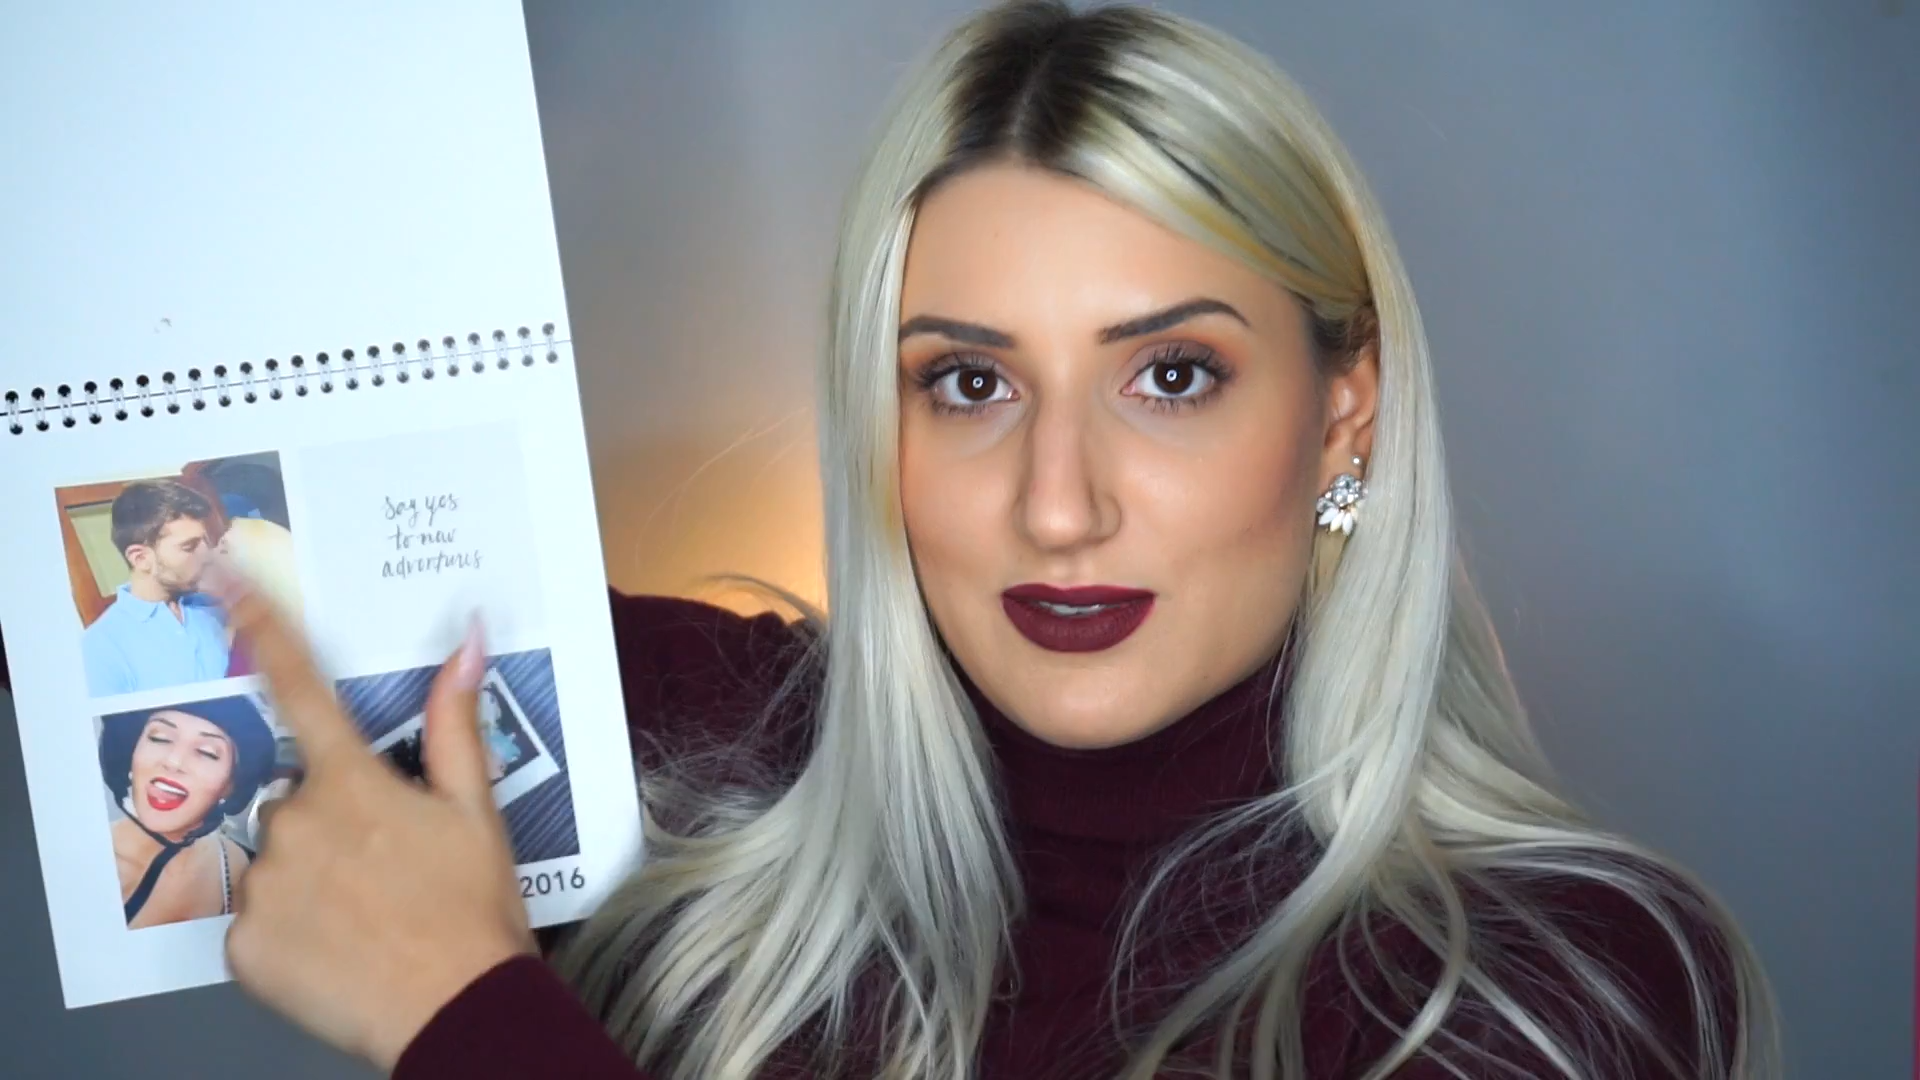 say yes
to new
adventures
2016